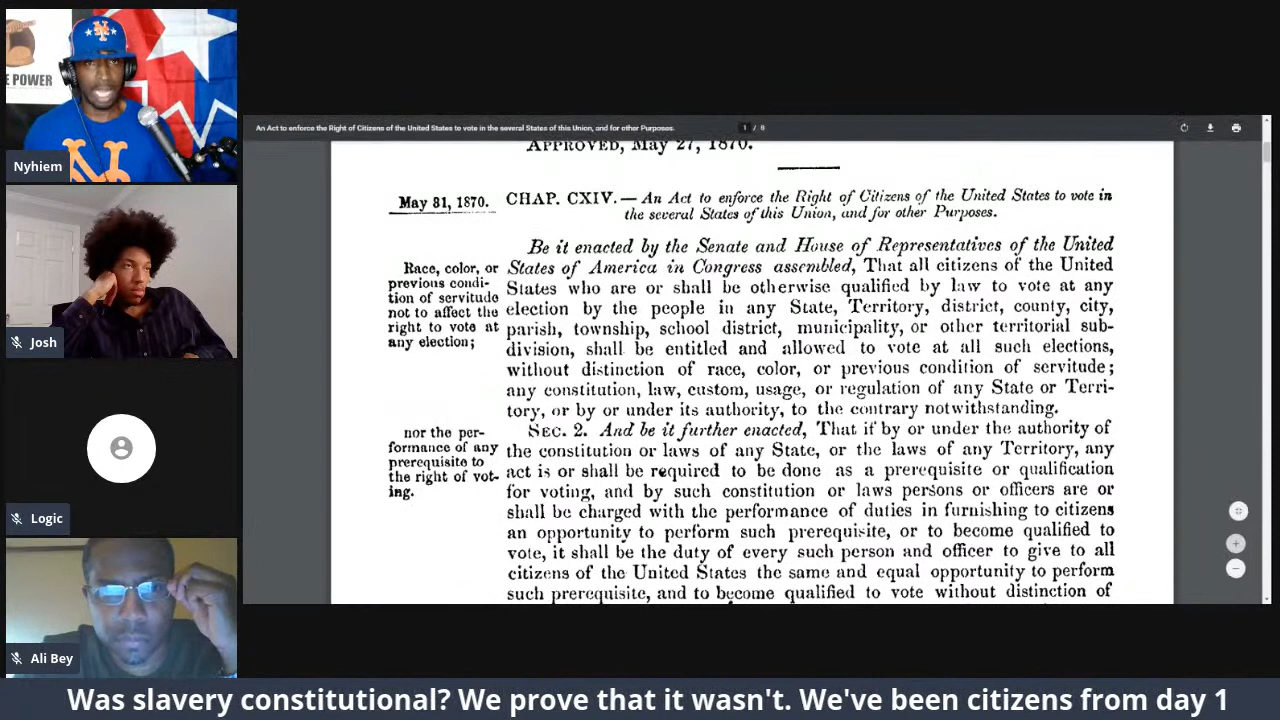 E POWER
Nyhiem
Josh
Logic
Ali Bey
An Act to enforce the Right of Citizens of the United States to vote in the several States of this Union, and for other Purposes.
1 / 8
APPROVED, May 27, 1870.
May 31, 1870.
CHAP. CXIV. — An Act to enforce the Right of Citizens of the United States to vote in
the several States of this Union, and for other Purposes.
Race, color, or
previous condi-
tion of servitude
not to affect the
right to vote at
any election;
Be it enacted by the Senate and House of Representatives of the United
States of America in Congress assembled, That all citizens of the United
States who are or shall be otherwise qualified by law to vote at any
election by the people in any State, Territory, district, county, city,
parish, township, school district, municipality, or other territorial sub-
division, shall be entitled and allowed to vote at all such elections,
without distinction of race, color, or previous condition of servitude;
any constitution, law, custom, usage, or regulation of any State or Terri-
tory, or by or under its authority, to the contrary notwithstanding.
nor the per-
formance of any
prerequisite to
the right of vot-
ing.
SEC. 2. And be it further enacted, That if by or under the authority of
the constitution or laws of any State, or the laws of any Territory, any
act is or shall be required to be done as a prerequisite or qualification
for voting, and by such constitution or laws persons or officers are or
shall be charged with the performance of duties in furnishing to citizens
an opportunity to perform such prerequisite, or to become qualified to
vote, it shall be the duty of every such person and officer to give to all
citizens of the United States the same and equal opportunity to perform
such prerequisite, and to become qualified to vote without distinction of
Was slavery constitutional? We prove that it wasn't. We've been citizens from day 1